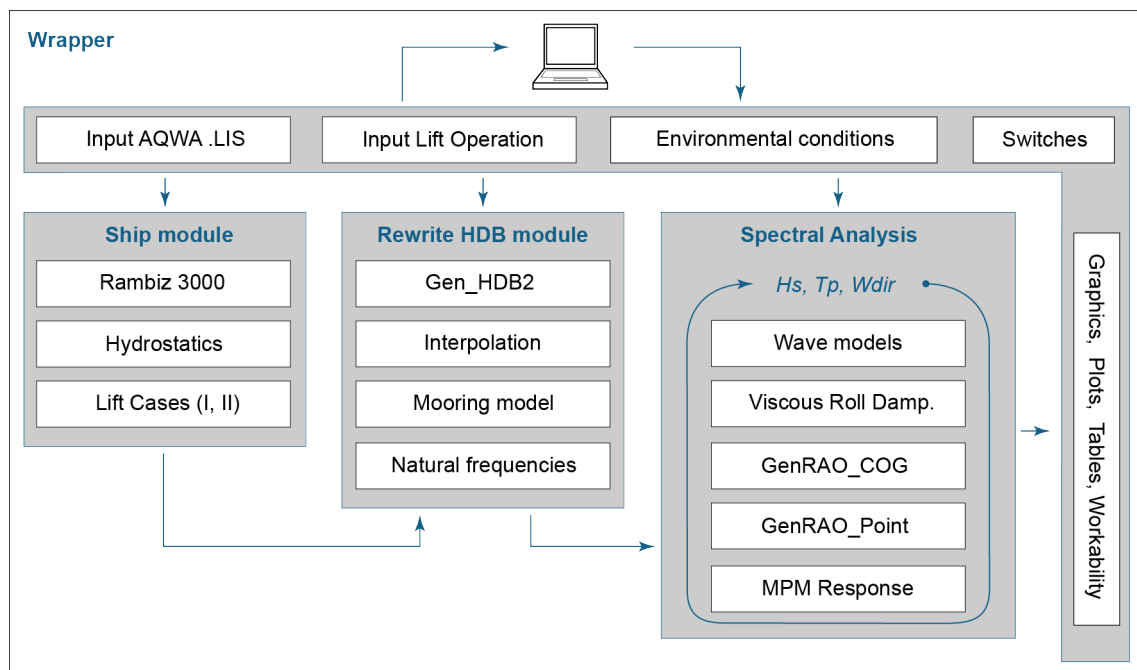 Wrapper
Input AQWA .LIS
Input Lift Operation
Environmental conditions
Switches
Ship module
Rambiz 3000
Hydrostatics
Lift Cases (I, II)
Rewrite HDB module
Gen_HDB2
Interpolation
Mooring model
Natural frequencies
Spectral Analysis
Hs, Tp, Wdir
Wave models
Viscous Roll Damp.
GenRAO_COG
GenRAO_Point
MPM Response
Graphics, Plots, Tables, Workability